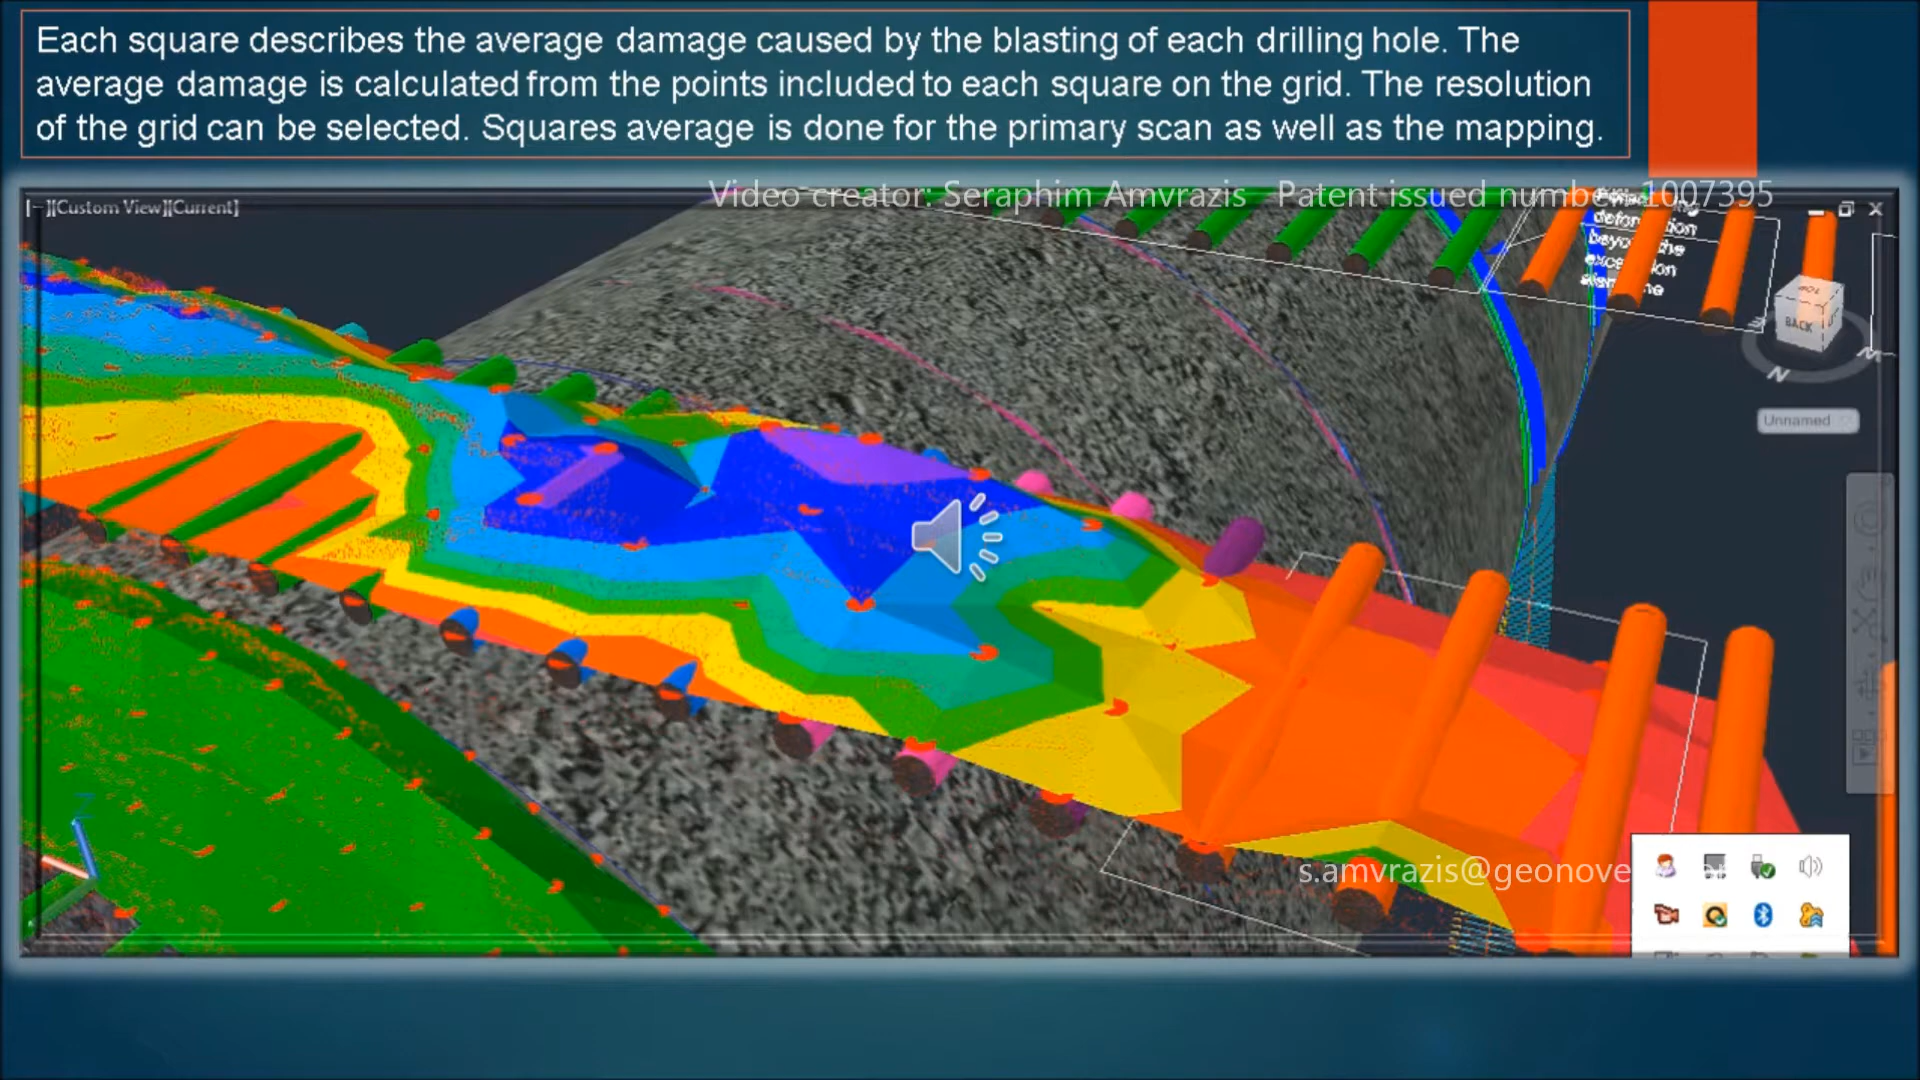 Each square describes the average damage caused by the blasting of each drilling hole. The
average damage is calculated from the points included to each square on the grid. The resolution
of the grid can be selected. Squares average is done for the primary scan as well as the mapping.
Video creator: Seraphim Amvrazis Patent issued number 1007395
[−][Custom View][Current]
beyond the
TOP
BACK
N
Unnamed
s.amvrazis@geonove